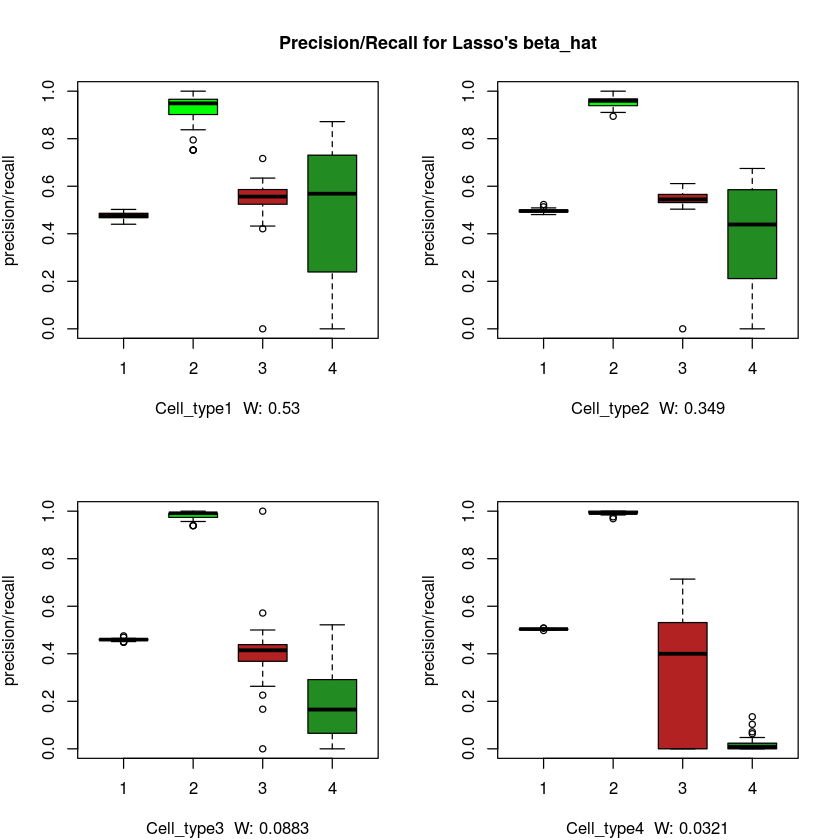 Precision/Recall for Lasso's beta_hat
precision/recall
0.0 0.2 0.4 0.6 0.8 1.0
1 2 3 4
Cell_type1 W: 0.53
precision/recall
0.0 0.2 0.4 0.6 0.8 1.0
1 2 3 4
Cell_type2 W: 0.349
precision/recall
0.0 0.2 0.4 0.6 0.8 1.0
1 2 3 4
Cell_type3 W: 0.0883
precision/recall
0.0 0.2 0.4 0.6 0.8 1.0
1 2 3 4
Cell_type4 W: 0.0321